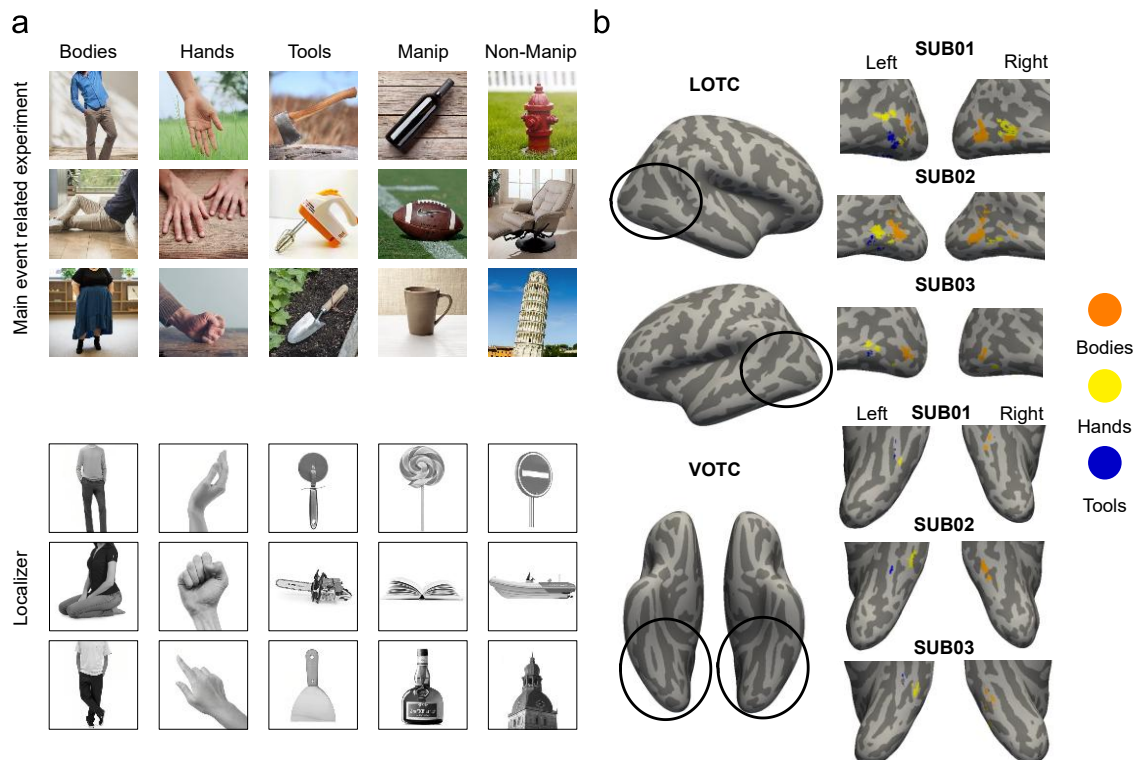 a
Bodies
Hands
Tools
Manip
Non-Manip
Main event related experiment
Localizer
b
SUB01
Left
Right
LOTC
SUB02
SUB03
Bodies
Hands
Tools
Left
SUB01
Right
VOTC
SUB02
SUB03